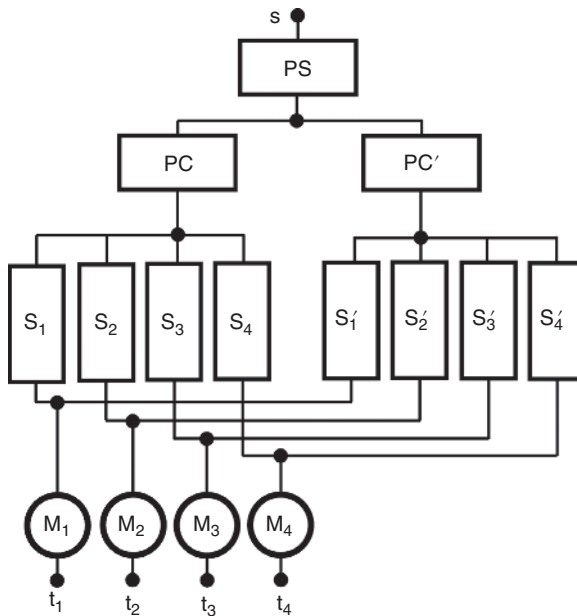 s
PS
PC PC′
S₁ S₂ S₃ S₄ S₁′ S₂′ S₃′ S₄′
M₁ M₂ M₃ M₄
t₁ t₂ t₃ t₄